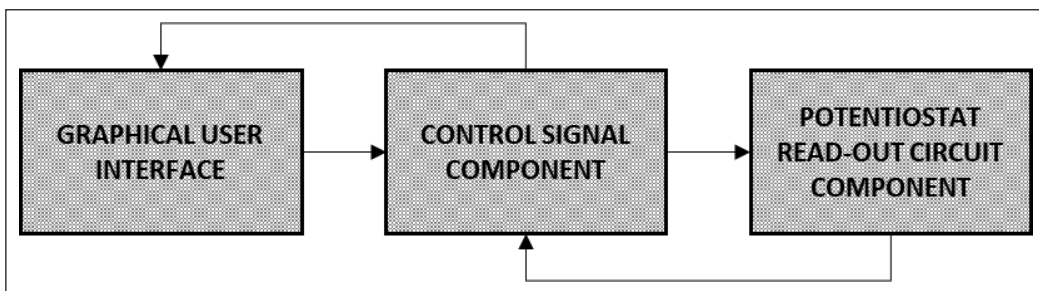 GRAPHICAL USER
INTERFACE
CONTROL SIGNAL
COMPONENT
POTENTIOSTAT
READ-OUT CIRCUIT
COMPONENT